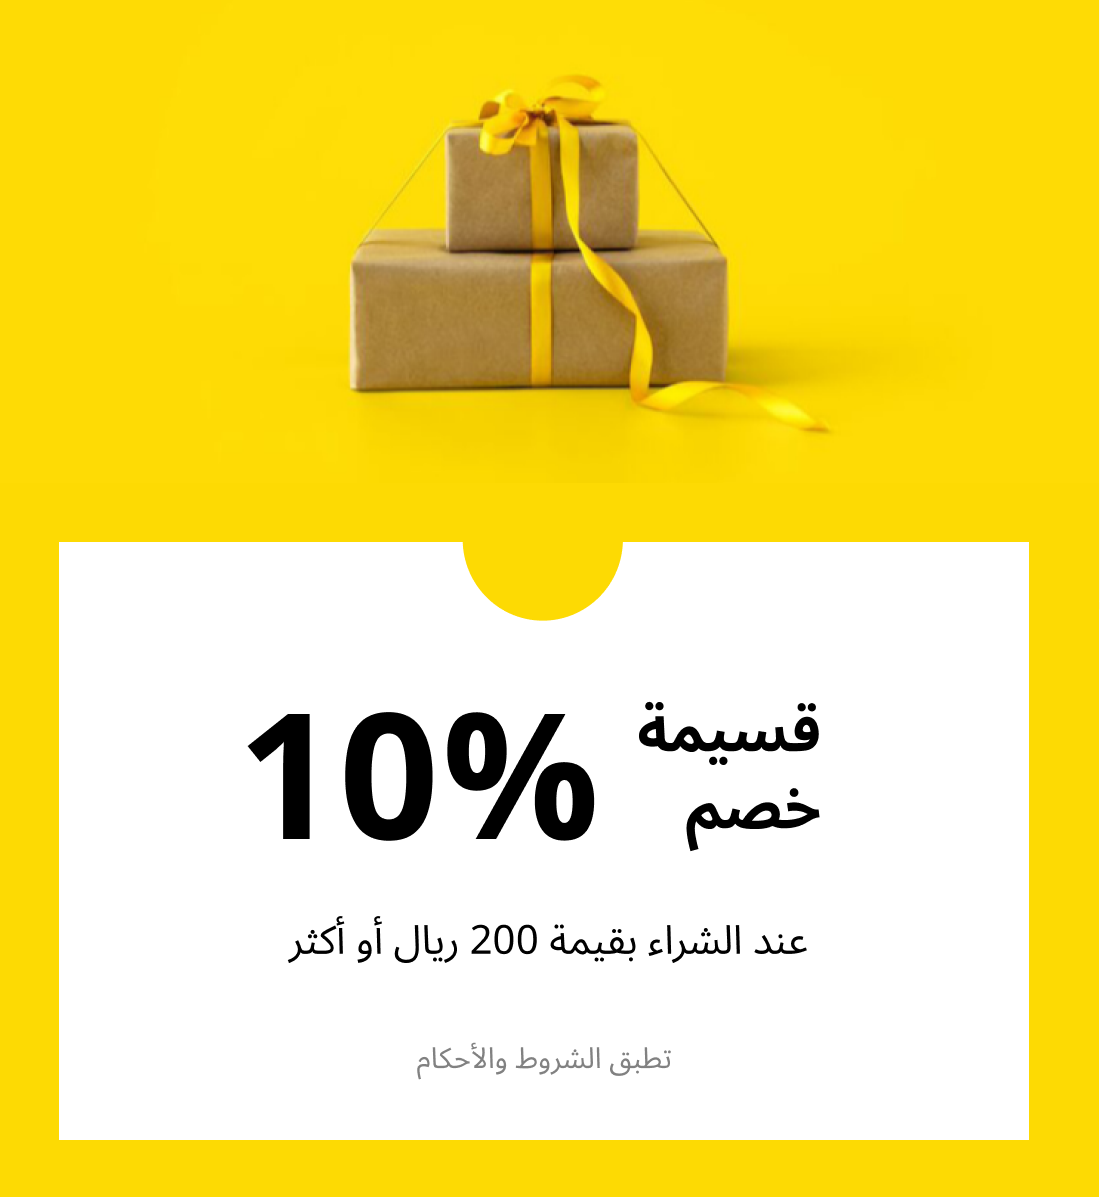 قسيمة
خصم
10%
عند الشراء بقيمة 200 ريال أو أكثر
تطبق الشروط والأحكام